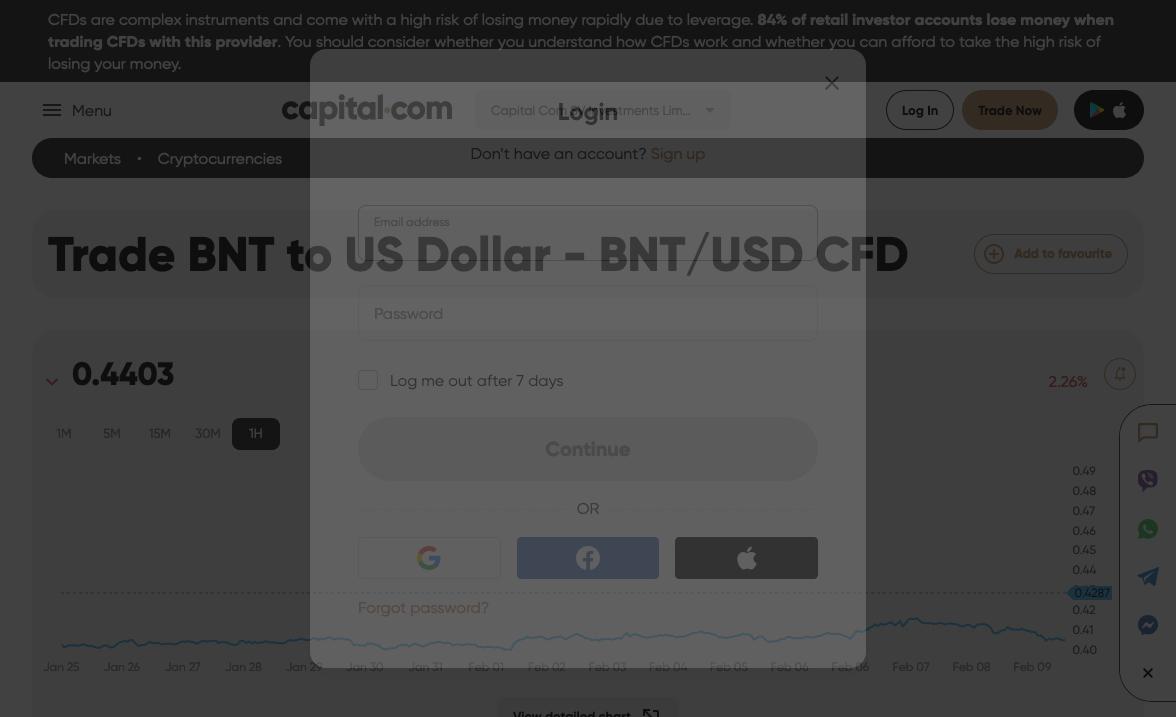 CFDs are complex instruments and come with a high risk of losing money rapidly due to leverage. 84% of retail investor accounts lose money when
trading CFDs with this provider. You should consider whether you understand how CFDs work and whether you can afford to take the high risk of
losing your money.
Menu
capital.com
Capital Com SV Investments Lim...
Log In
Trade Now
Login
Markets
Cryptocurrencies
Don't have an account? Sign up
Email address
Trade BNT to US Dollar - BNT/USD CFD
Add to favourite
Password
0.4403
2.26%
Log me out after 7 days
1M
5M
15M
30M
1H
Continue
0.49
0.48
0.47
0.46
0.45
0.44
0.4287
0.42
0.41
0.40
OR
Forgot password?
Jan 25
Jan 26
Jan 27
Jan 28
Jan 29
Jan 30
Jan 31
Feb 01
Feb 02
Feb 03
Feb 04
Feb 05
Feb 06
Feb 06
Feb 07
Feb 08
Feb 09
View detailed chart